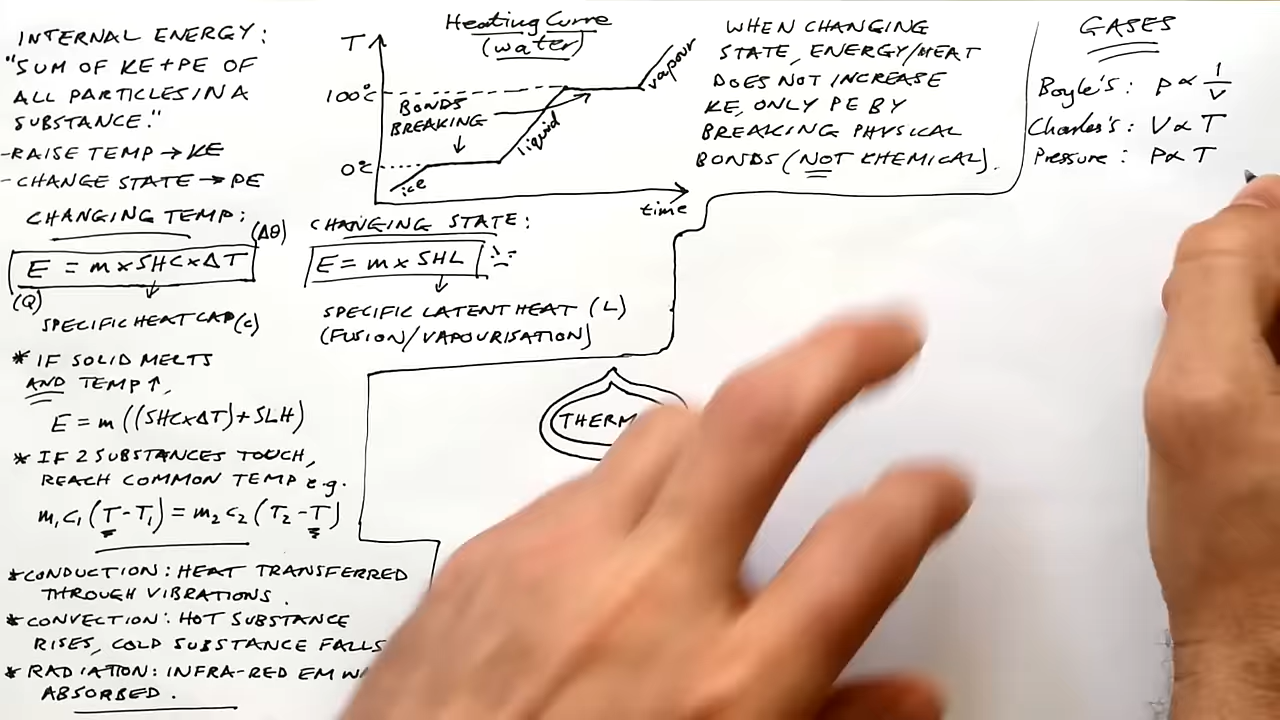 INTERNAL ENERGY:
"SUM OF KE+PE OF
ALL PARTICLES IN A
SUBSTANCE."
-RAISE TEMP → KE
-CHANGE STATE → PE
CHANGING TEMP:
(Δθ)
E = m x SHC x ΔT
(Q)
SPECIFIC HEAT CAP (c)
* IF SOLID MELTS
AND TEMP ↑,
E = m ((SHC x ΔT) + SLH)
* IF 2 SUBSTANCES TOUCH,
REACH COMMON TEMP e.g.
m₁c₁(T-T₁) = m₂c₂(T₂-T)
* CONDUCTION: HEAT TRANSFERRED
THROUGH VIBRATIONS.
* CONVECTION: HOT SUBSTANCE
RISES, COLD SUBSTANCE FALLS
* RADIATION: INFRA-RED EM
ABSORBED.
Heating Curve
(water)
T
100°C
0°C
BONDS
BREAKING
ice
liquid
vapour
time
CHANGING STATE:
E = m x SHL
SPECIFIC LATENT HEAT (L)
(FUSION/VAPOURISATION)
WHEN CHANGING
STATE, ENERGY/HEAT
DOES NOT INCREASE
KE, ONLY PE BY
BREAKING PHYSICAL
BONDS (NOT CHEMICAL).
GASES
Boyle's: p ∝ 1/V
Charles's: V ∝ T
Pressure: P ∝ T
THERM